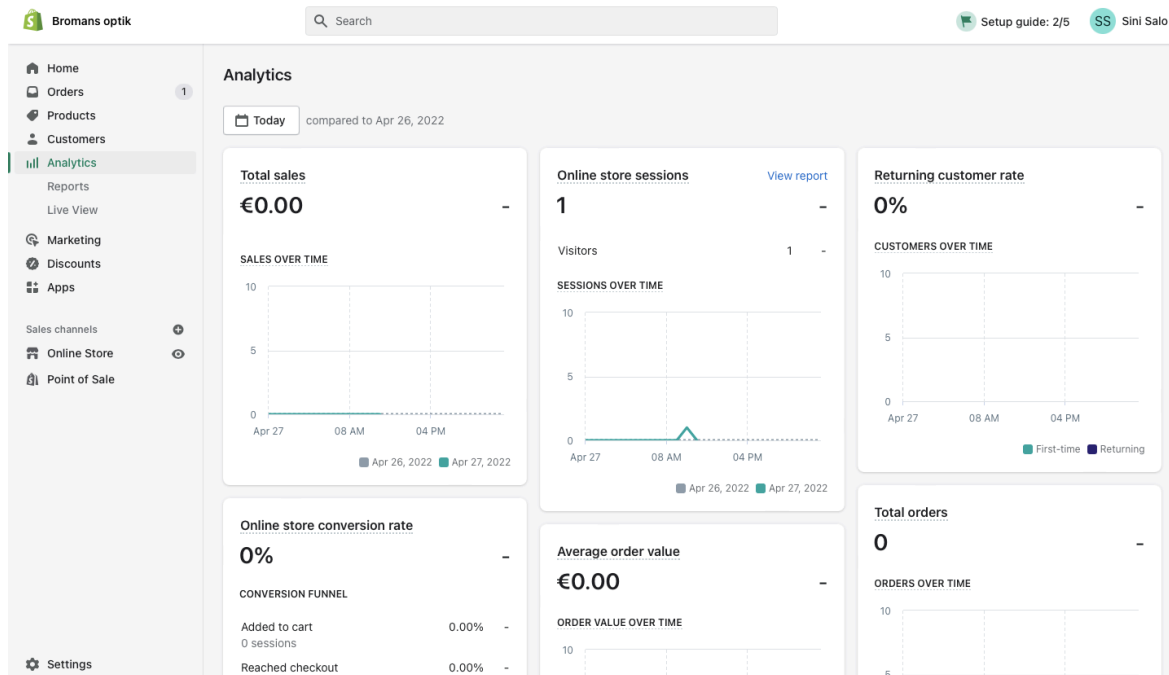 Bromans optik
Search
Setup guide: 2/5
SS
Sini Salo
Home
Orders
1
Products
Customers
Analytics
Reports
Live View
Marketing
Discounts
Apps
Sales channels
Online Store
Point of Sale
Settings
Analytics
Today
compared to Apr 26, 2022
Total sales
€0.00
-
SALES OVER TIME
10
5
0
Apr 27
08 AM
04 PM
Apr 26, 2022
Apr 27, 2022
Online store sessions
View report
1
-
Visitors
1
-
SESSIONS OVER TIME
10
5
0
Apr 27
08 AM
04 PM
Apr 26, 2022
Apr 27, 2022
Returning customer rate
0%
-
CUSTOMERS OVER TIME
10
5
0
Apr 27
08 AM
04 PM
First-time
Returning
Online store conversion rate
0%
-
CONVERSION FUNNEL
Added to cart 0.00% -
0 sessions
Reached checkout 0.00% -
Average order value
€0.00
-
ORDER VALUE OVER TIME
10
Total orders
0
-
ORDERS OVER TIME
10
5